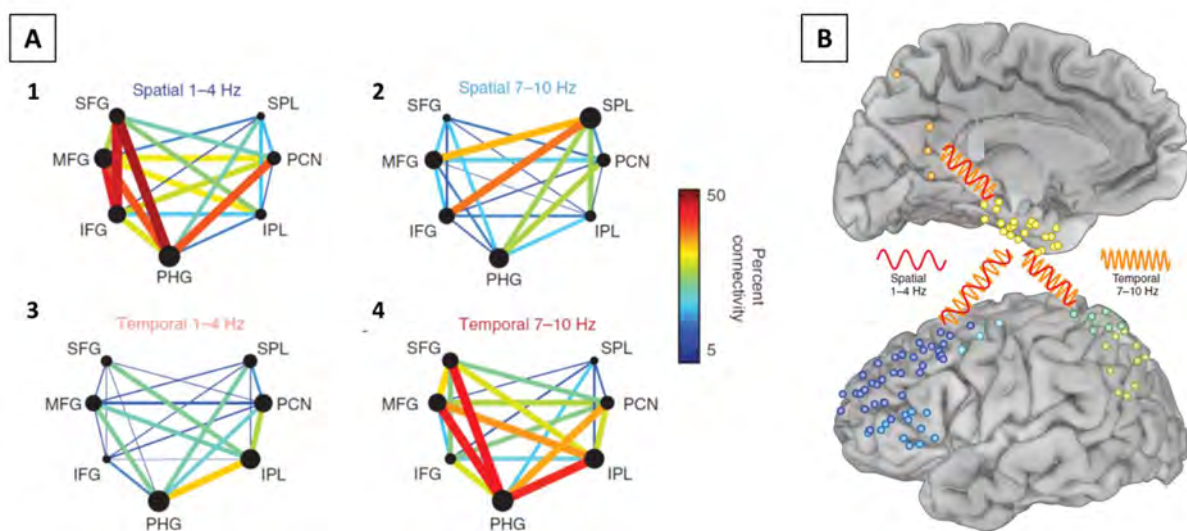 A
1
Spatial 1–4 Hz
SFG
SPL
MFG
PCN
IFG
IPL
PHG
2
Spatial 7–10 Hz
SFG
SPL
MFG
PCN
IFG
IPL
PHG
3
Temporal 1–4 Hz
SFG
SPL
MFG
PCN
IFG
IPL
PHG
4
Temporal 7–10 Hz
SFG
SPL
MFG
PCN
IFG
IPL
PHG
50
Percent
connectivity
5
B
Spatial
1–4 Hz
Temporal
7–10 Hz